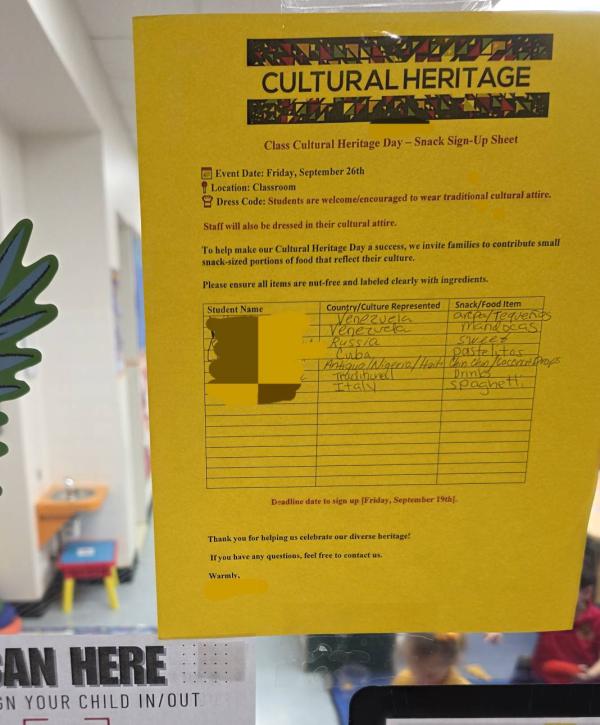 CULTURAL HERITAGE
Class Cultural Heritage Day – Snack Sign-Up Sheet
Event Date: Friday, September 26th
Location: Classroom
Dress Code: Students are welcome/encouraged to wear traditional cultural attire.
Staff will also be dressed in their cultural attire.
To help make our Cultural Heritage Day a success, we invite families to contribute small
snack-sized portions of food that reflect their culture.
Please ensure all items are nut-free and labeled clearly with ingredients.
Student Name Country/Culture Represented Snack/Food Item
Venezuela arepa/Tequeños
Venezuela mandocas
Russia sweet
Cuba pastelitos
Antigua/Nigeria/Haiti Chin Chin/Coconut drops
Traditional Drinks
Italy spaghetti
Deadline date to sign up [Friday, September 19th].
Thank you for helping us celebrate our diverse heritage!
If you have any questions, feel free to contact us.
Warmly,
CAN HERE
GN YOUR CHILD IN/OUT